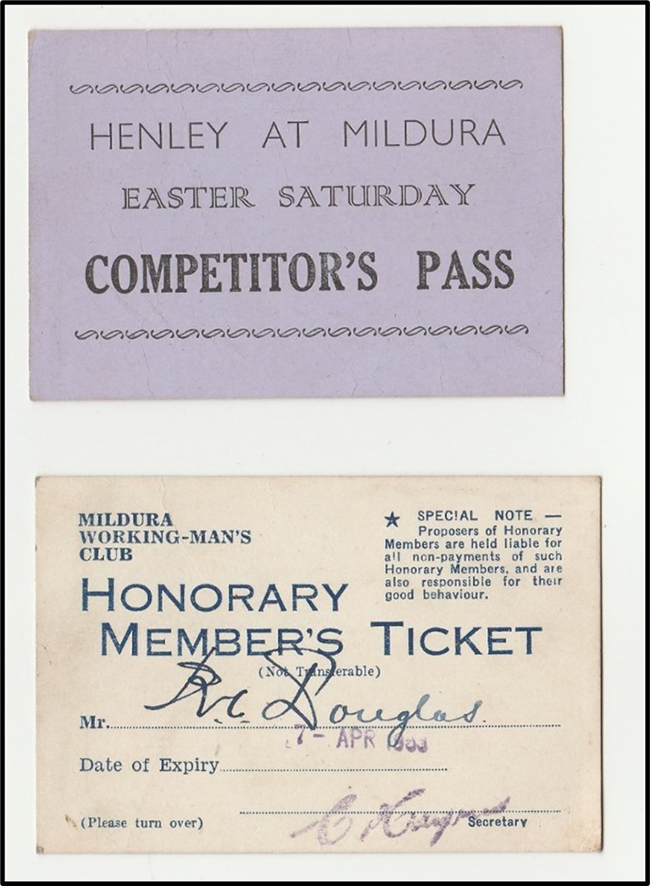 HENLEY AT MILDURA
EASTER SATURDAY
COMPETITOR'S PASS
MILDURA
WORKING-MAN'S
CLUB
★ SPECIAL NOTE —
Proposers of Honorary
Members are held liable for
all non-payments of such
Honorary Members, and are
also responsible for their
good behaviour.
HONORARY
MEMBER'S TICKET
(Not Transferable)
Mr. R.C. Douglas.
7 - APR
Date of Expiry
(Please turn over)
Secretary